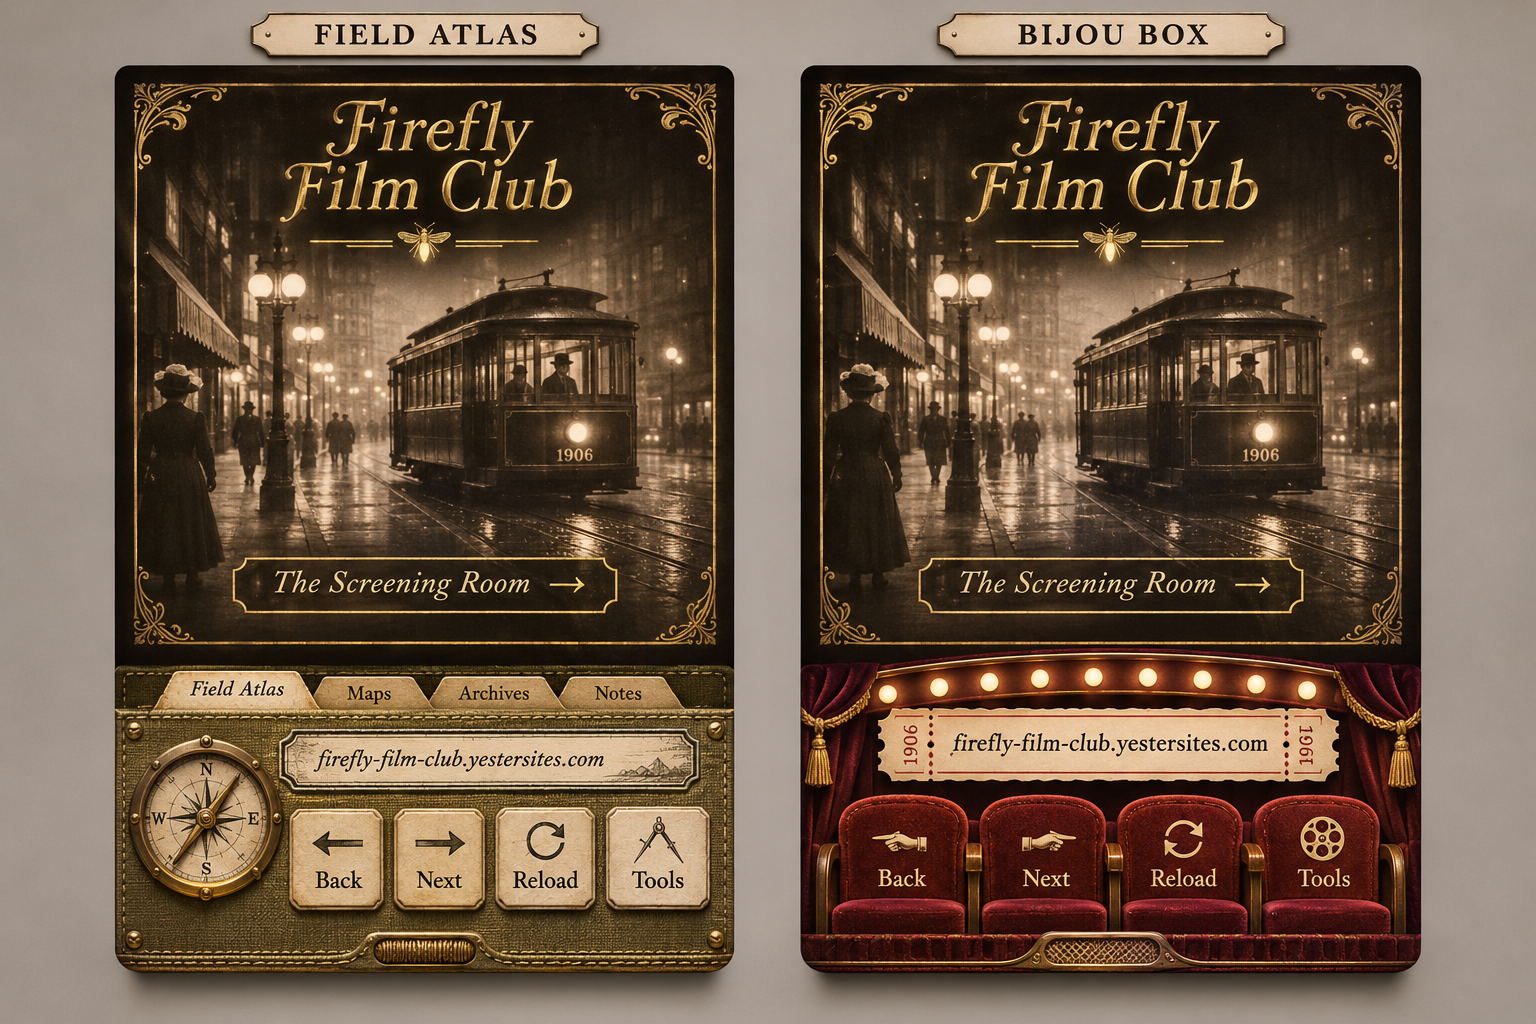 FIELD ATLAS
Firefly
Film Club
1906
The Screening Room →
Field Atlas
Maps
Archives
Notes
N
W
E
S
firefly-film-club.yestersites.com
Back
Next
Reload
Tools
BIJOU BOX
Firefly
Film Club
1906
The Screening Room →
1906
firefly-film-club.yestersites.com
1961
Back
Next
Reload
Tools